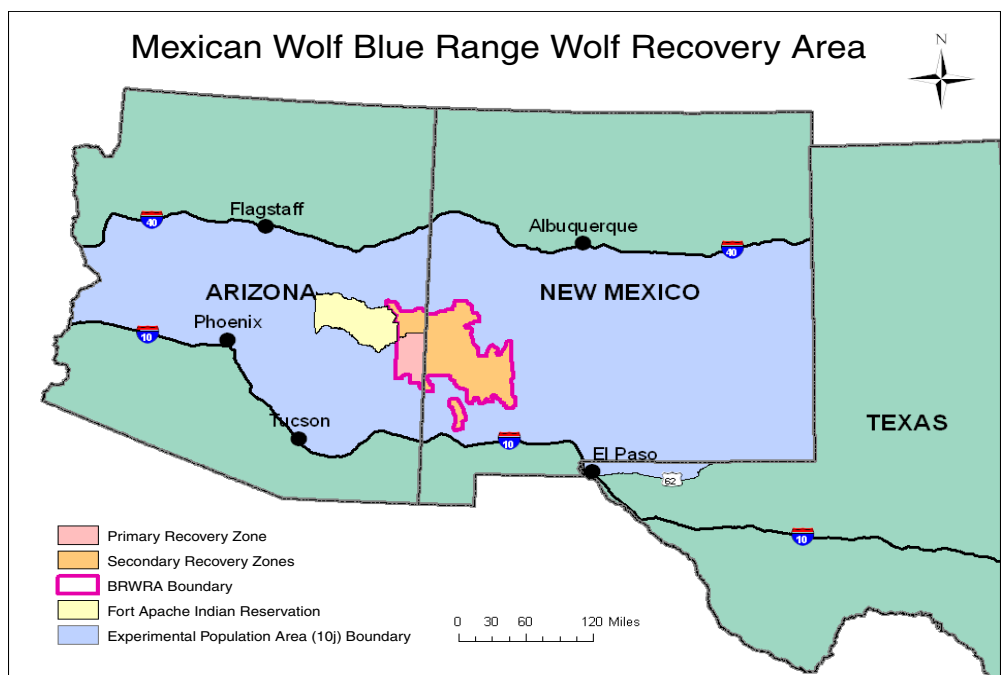 Mexican Wolf Blue Range Wolf Recovery Area
N
Flagstaff
40
Albuquerque
40
ARIZONA
NEW MEXICO
Phoenix
10
Tucson
10
TEXAS
El Paso
62
10
Primary Recovery Zone
Secondary Recovery Zones
BRWRA Boundary
Fort Apache Indian Reservation
Experimental Population Area (10j) Boundary
0 30 60 120 Miles